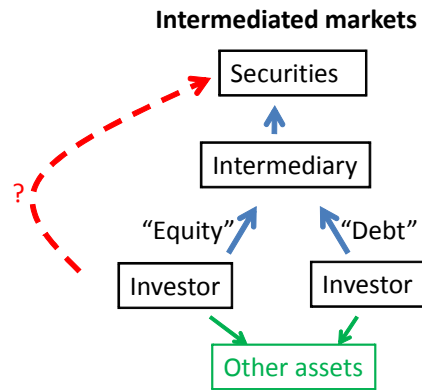 Intermediated markets
Securities
Intermediary
?
“Equity”
“Debt”
Investor
Investor
Other assets